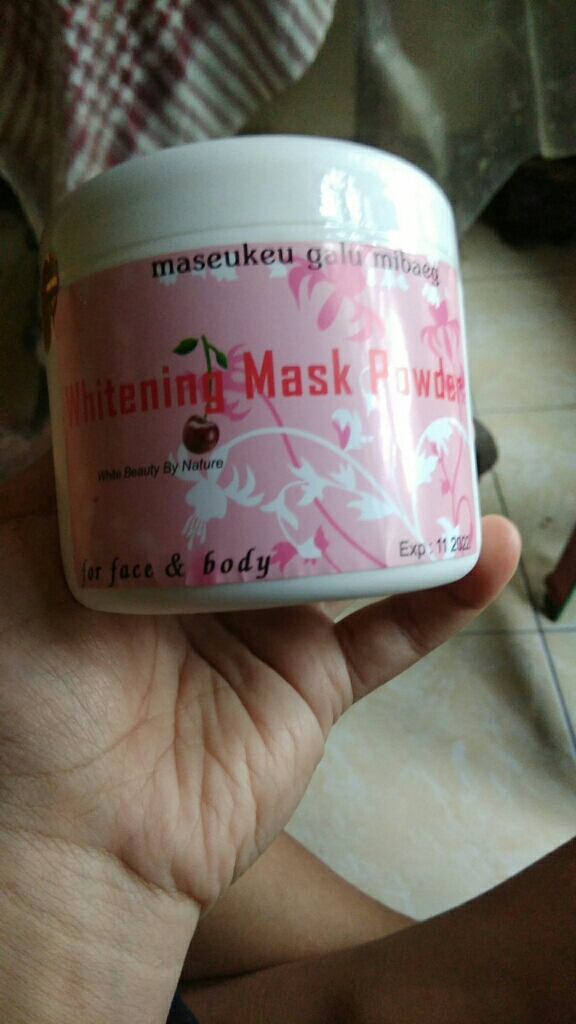 maseukeu galu mibaeg
Whitening Mask Powder
White Beauty By Nature
for face & body
Exp : 11 2022